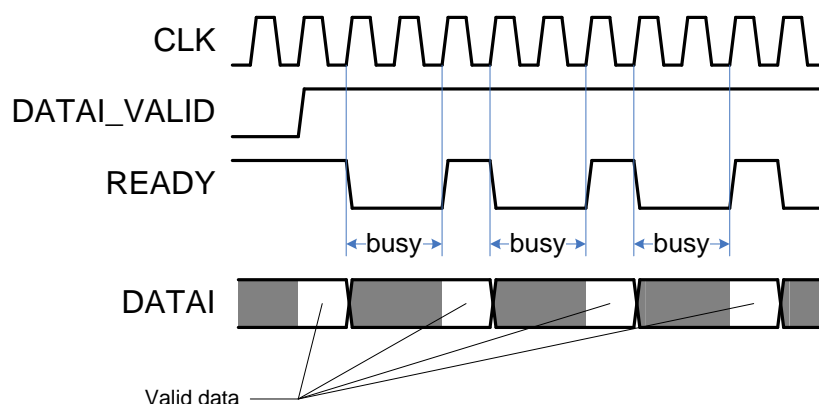 CLK
DATAI_VALID
READY
busy busy busy
DATAI
Valid data